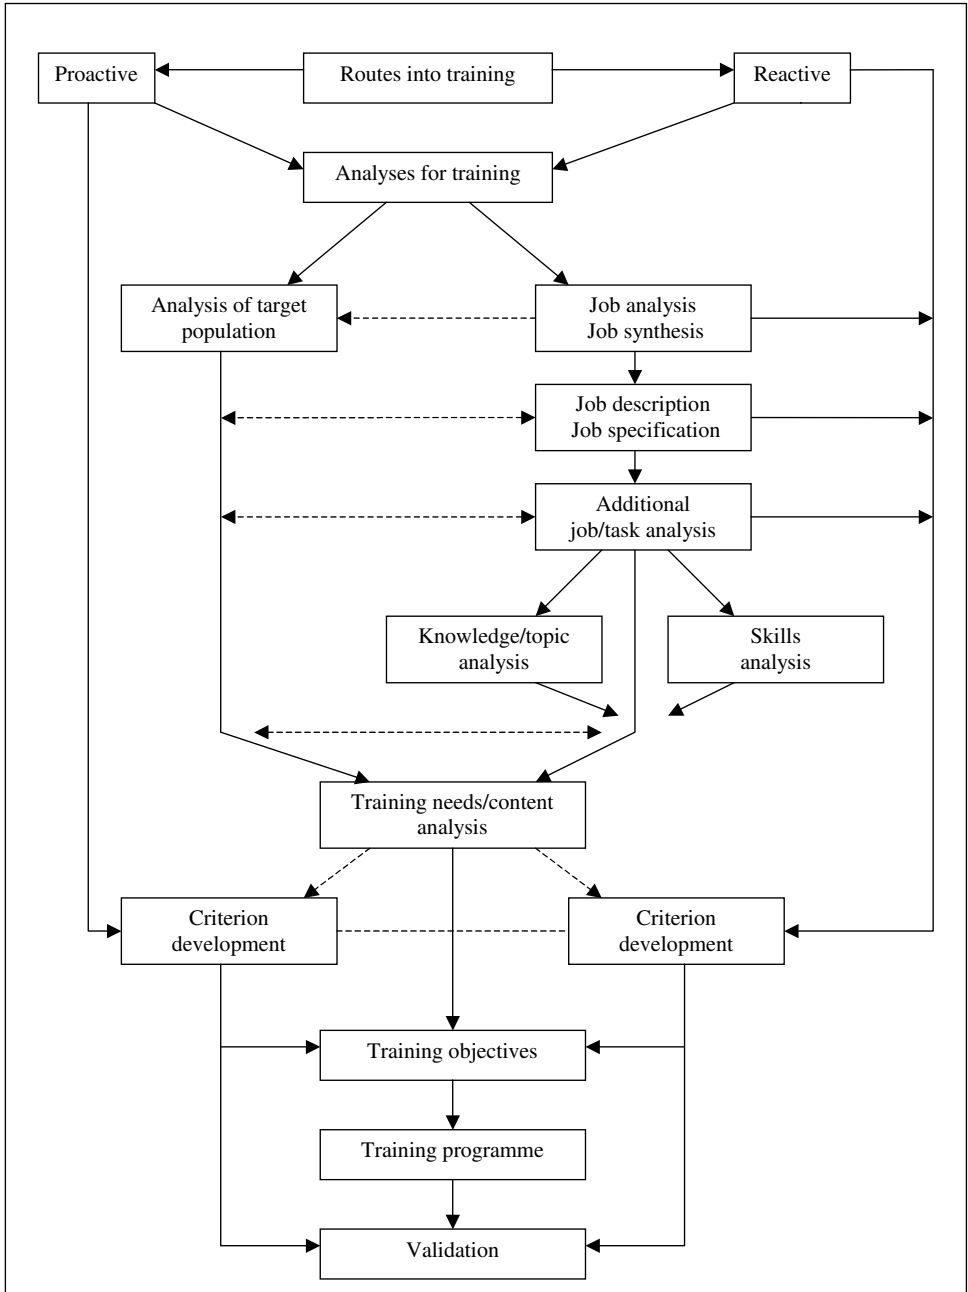 Proactive
Routes into training
Reactive
Analyses for training
Analysis of target
population
Job analysis
Job synthesis
Job description
Job specification
Additional
job/task analysis
Knowledge/topic
analysis
Skills
analysis
Training needs/content
analysis
Criterion
development
Criterion
development
Training objectives
Training programme
Validation